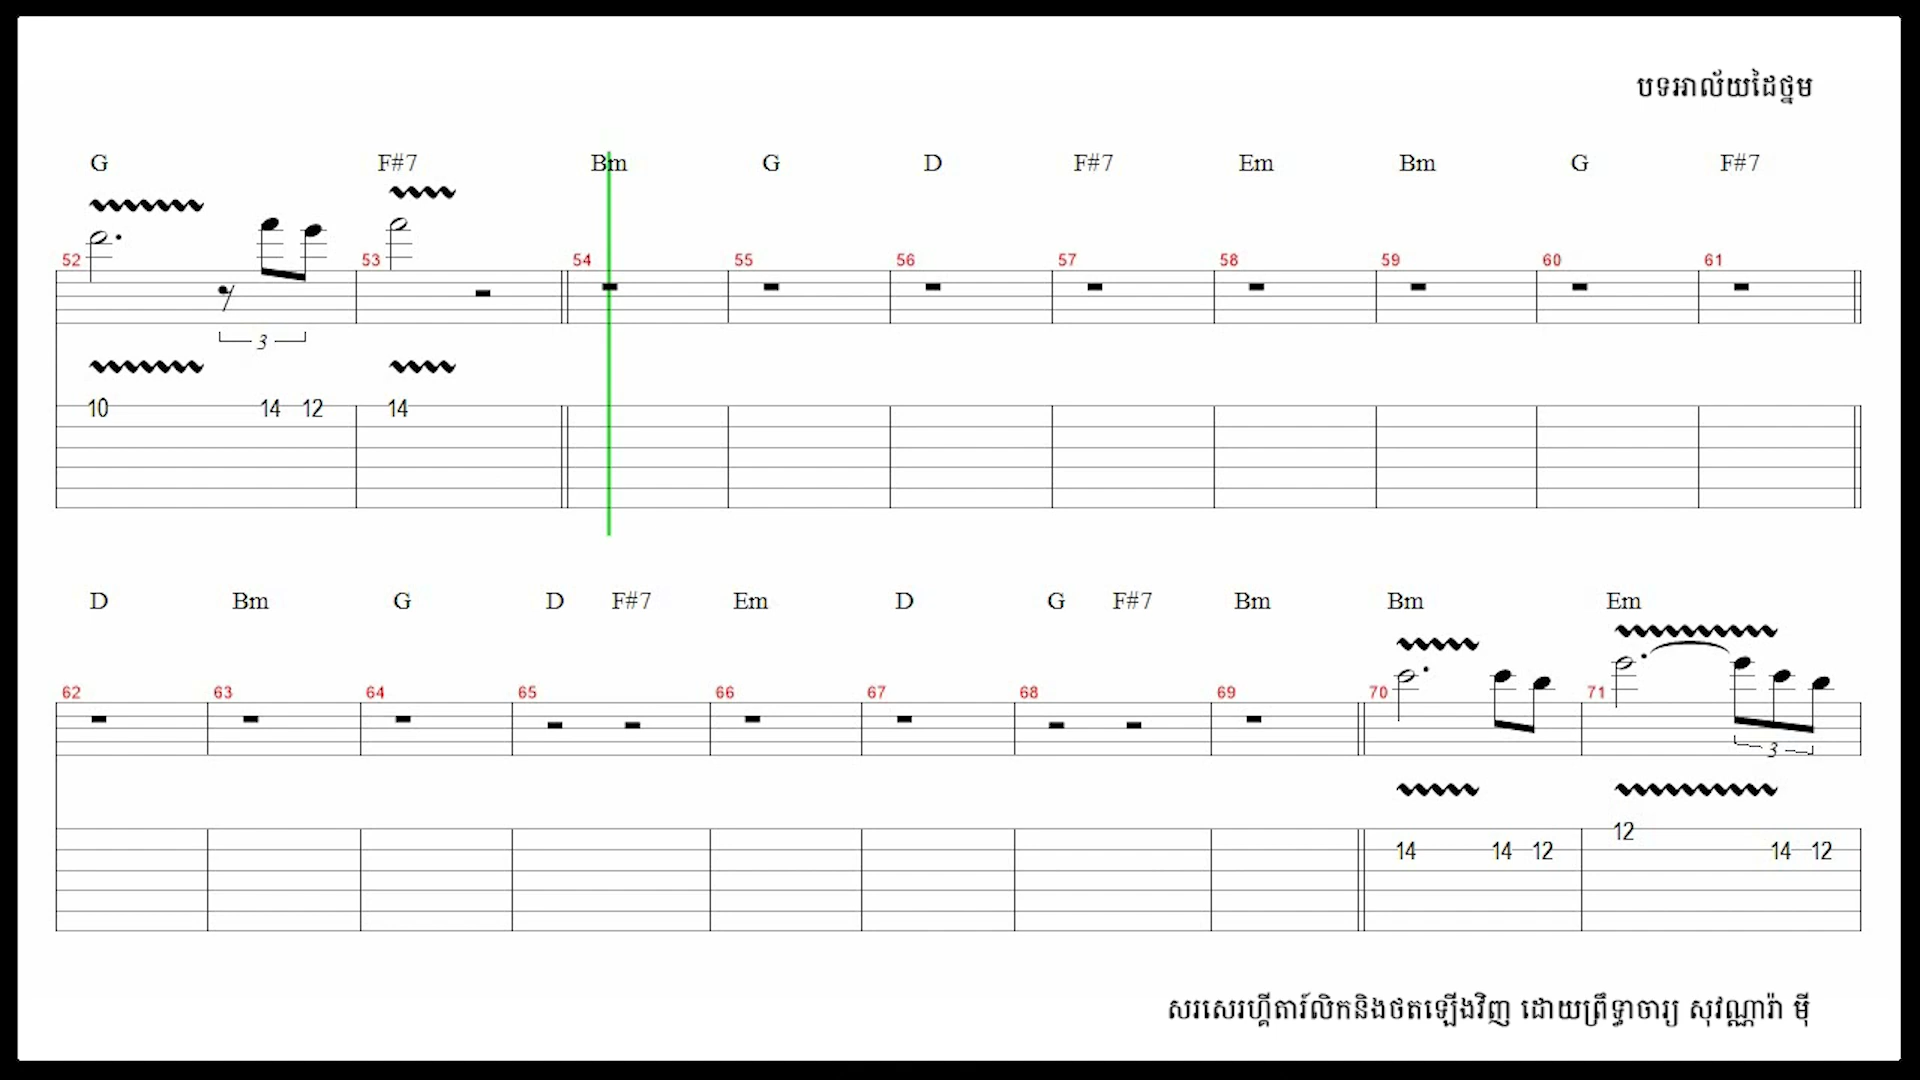 បទអាល័យដៃថ្នម
G F#7 Bm G D F#7 Em Bm G F#7
52 53 54 55 56 57 58 59 60 61
3
10 14 12 14
D Bm G D F#7 Em D G F#7 Bm Bm Em
62 63 64 65 66 67 68 69 70 71
3
12
14 14 12 14 12
សរសេរហ្គីតារ៍លិកនិងថតឡើងវិញ ដោយព្រឹទ្ធាចារ្យ សុវណ្ណារ៉ា ម៉ី